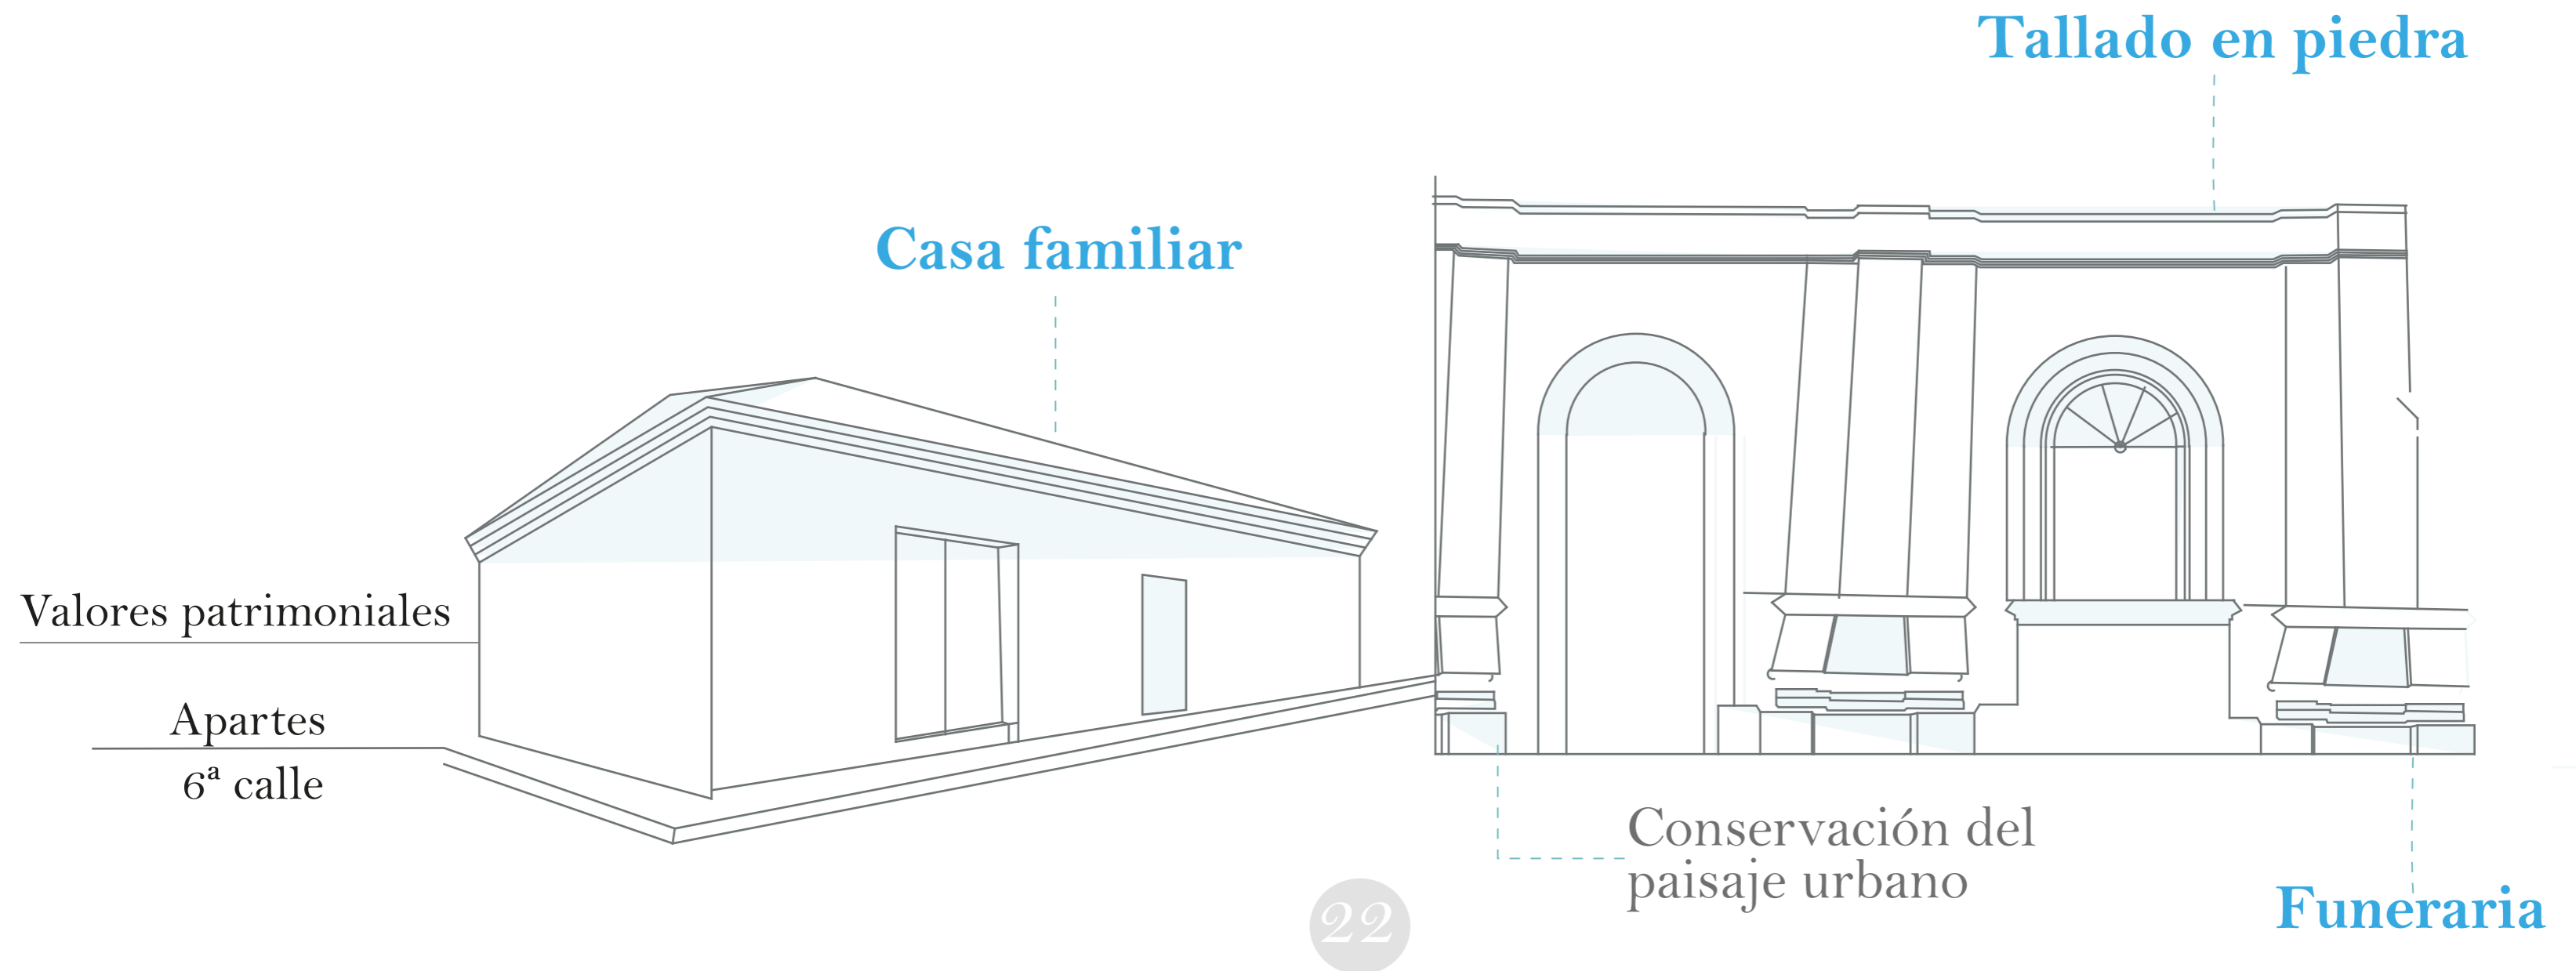 Tallado en piedra
Casa familiar
Valores patrimoniales
Apartes
6ª calle
Conservación del
paisaje urbano
Funeraria
22